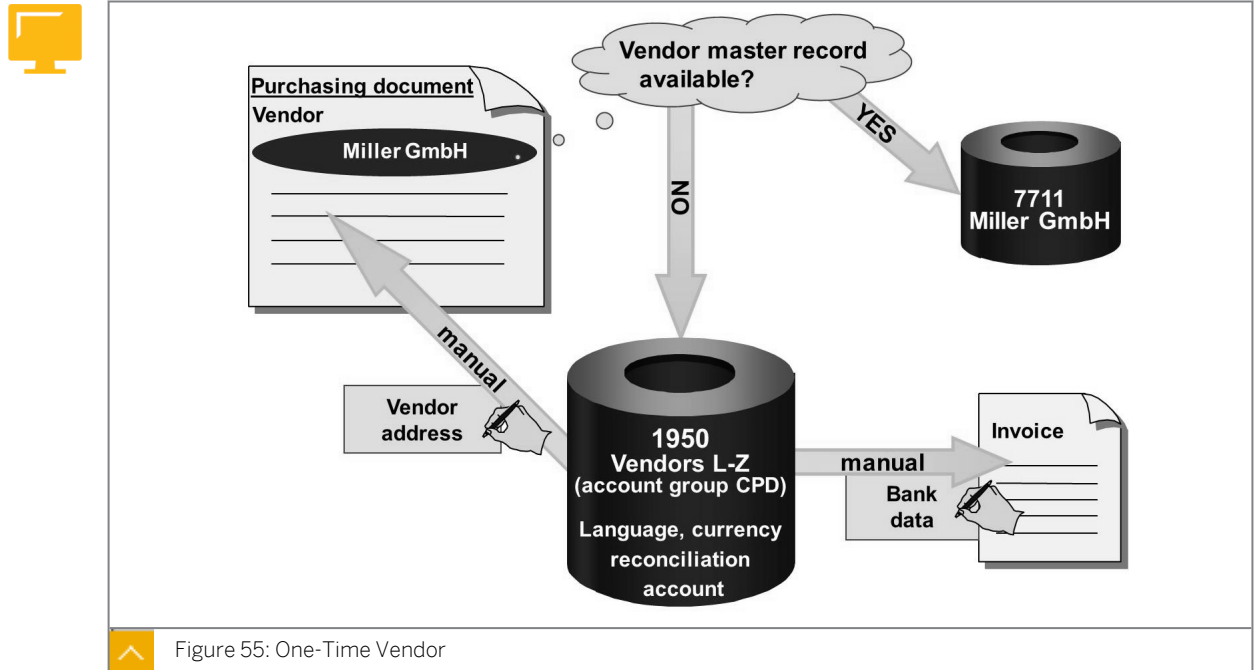 Vendor master record
available?
Purchasing document
Vendor
Miller GmbH
YES
NO
7711
Miller GmbH
manual
Vendor
address
1950
Vendors L-Z
(account group CPD)
Language, currency
reconciliation
account
Invoice
manual
Bank
data
Figure 55: One-Time Vendor